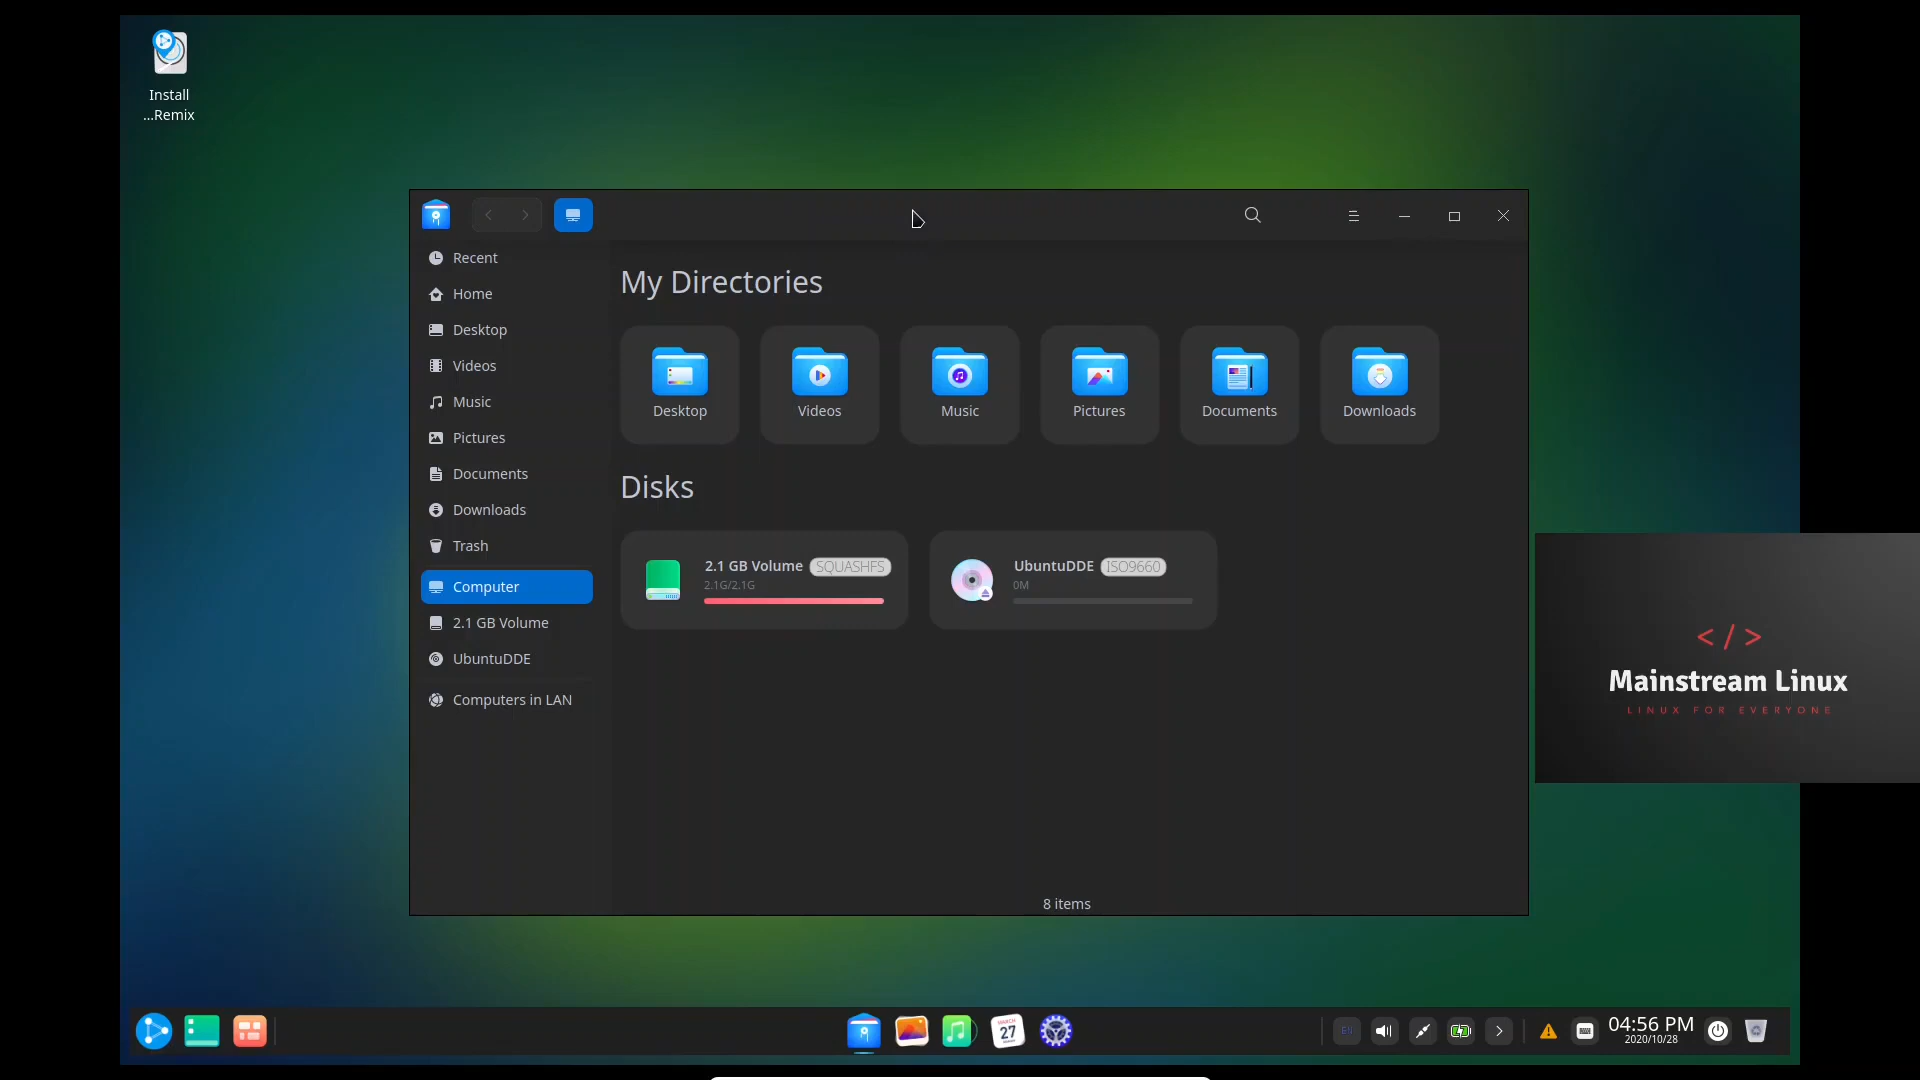 Install
...Remix
Recent
Home
Desktop
Videos
Music
Pictures
Documents
Downloads
Trash
Computer
2.1 GB Volume
UbuntuDDE
Computers in LAN
My Directories
Desktop
Videos
Music
Pictures
Documents
Downloads
Disks
2.1 GB Volume SQUASHFS
2.1G/2.1G
UbuntuDDE ISO9660
0M
8 items
</>
Mainstream Linux
LINUX FOR EVERYONE
27
04:56 PM
2020/10/28